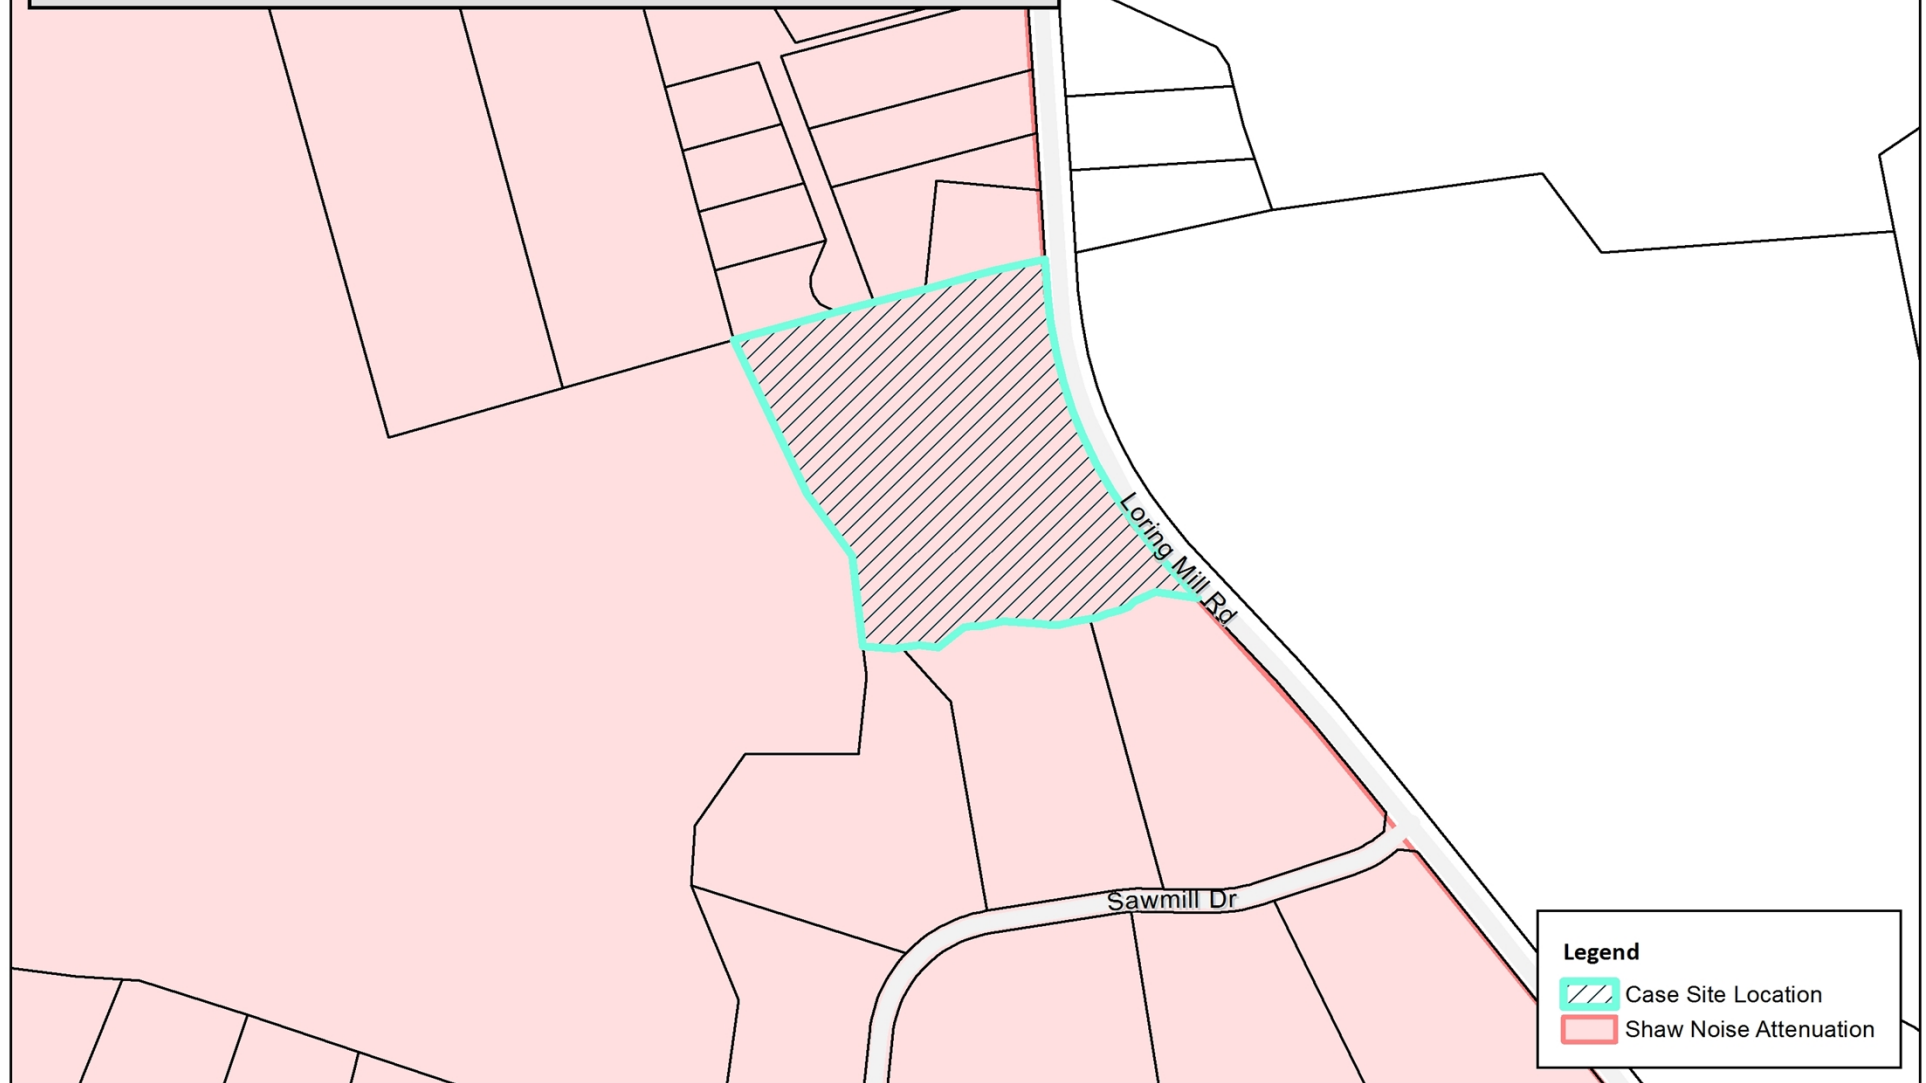 Loring Mill Rd
Sawmill Dr
Legend
Case Site Location
Shaw Noise Attenuation